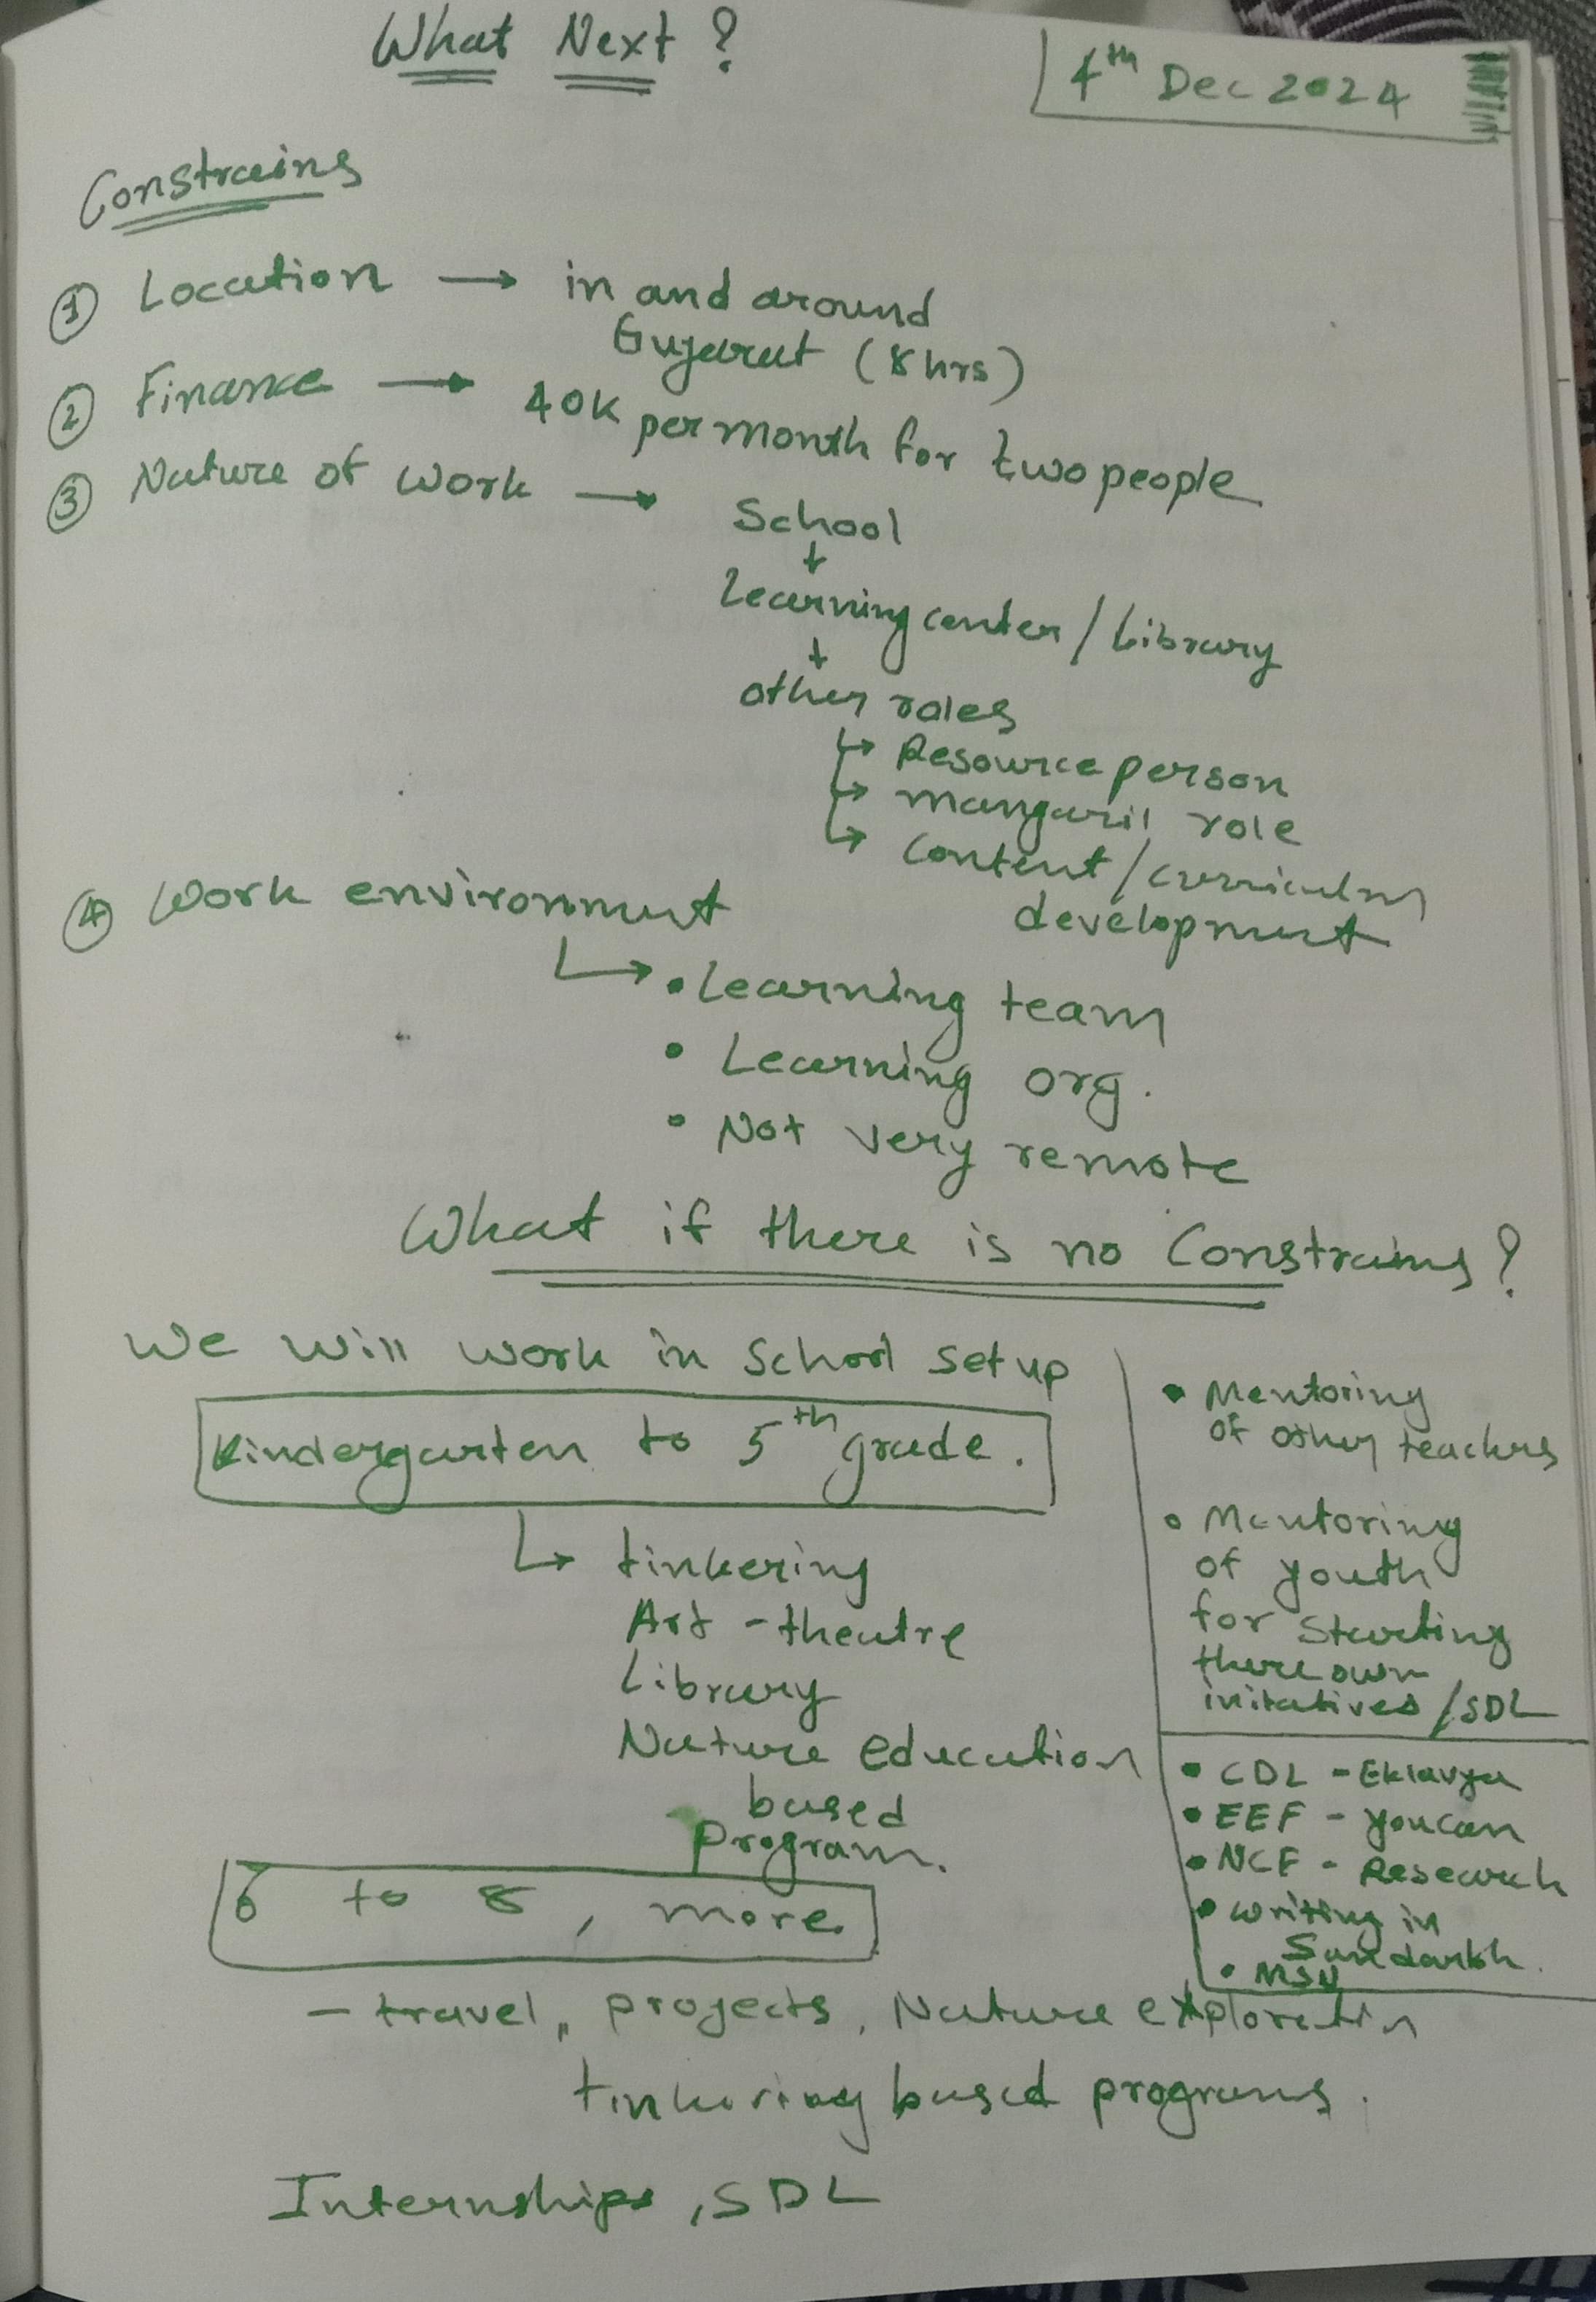 What Next ?
4th Dec 2024
Constrains
① Location → in and around
Gujarat (8 hrs)
② Finance → 40K per month for two people
③ Nature of work → School
+
Learning center / Library
+
other roles
↳ Resource person
↳ mangaril role
↳ content / curriculum
development
④ Work environment
↳ • Learning team
• Learning org.
• Not very remote
What if there is no Constrains ?
We will work in school setup
Kindergarten to 5th grade.
↳ tinkering
Art - theatre
Library
Nature education
based
program.
• Mentoring
of other teachers
• Mentoring
of youth
for starting
there own
initatives / SDL
• CDL - Eklavya
• EEF - youcan
• NCF - Research
• writing in
Sandarbh.
• MSU
6 to 8, more.
- travel, projects, Nature exploration
tinkering based programs.
Internships, SDL